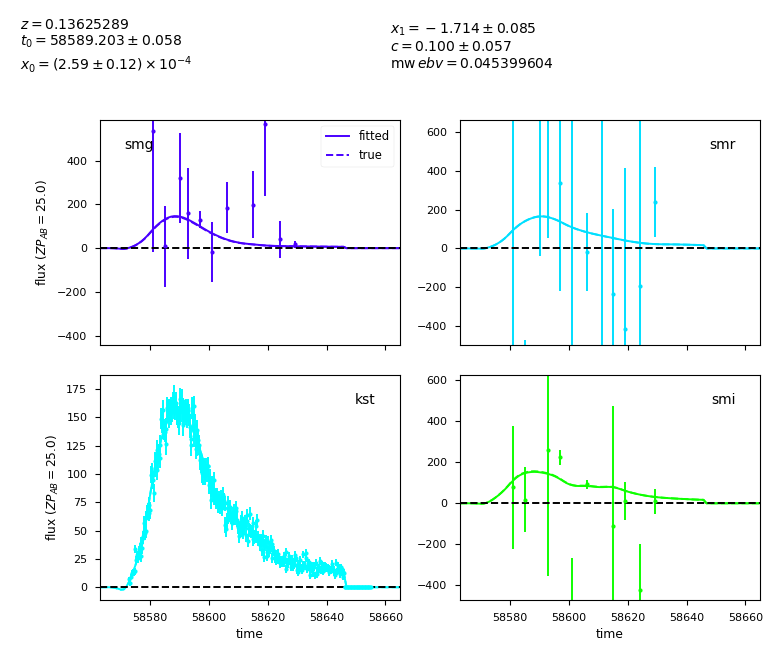 z = 0.13625289
t₀ = 58589.203 ± 0.058
x₀ = (2.59 ± 0.12) × 10⁻⁴
x₁ = −1.714 ± 0.085
c = 0.100 ± 0.057
mw ebv = 0.045399604
smg
fitted
true
400
200
0
−200
−400
flux (ZP_AB = 25.0)
smr
600
400
200
0
−200
−400
kst
175
150
125
100
75
50
25
0
flux (ZP_AB = 25.0)
58580 58600 58620 58640 58660
time
smi
600
400
200
0
−200
−400
58580 58600 58620 58640 58660
time